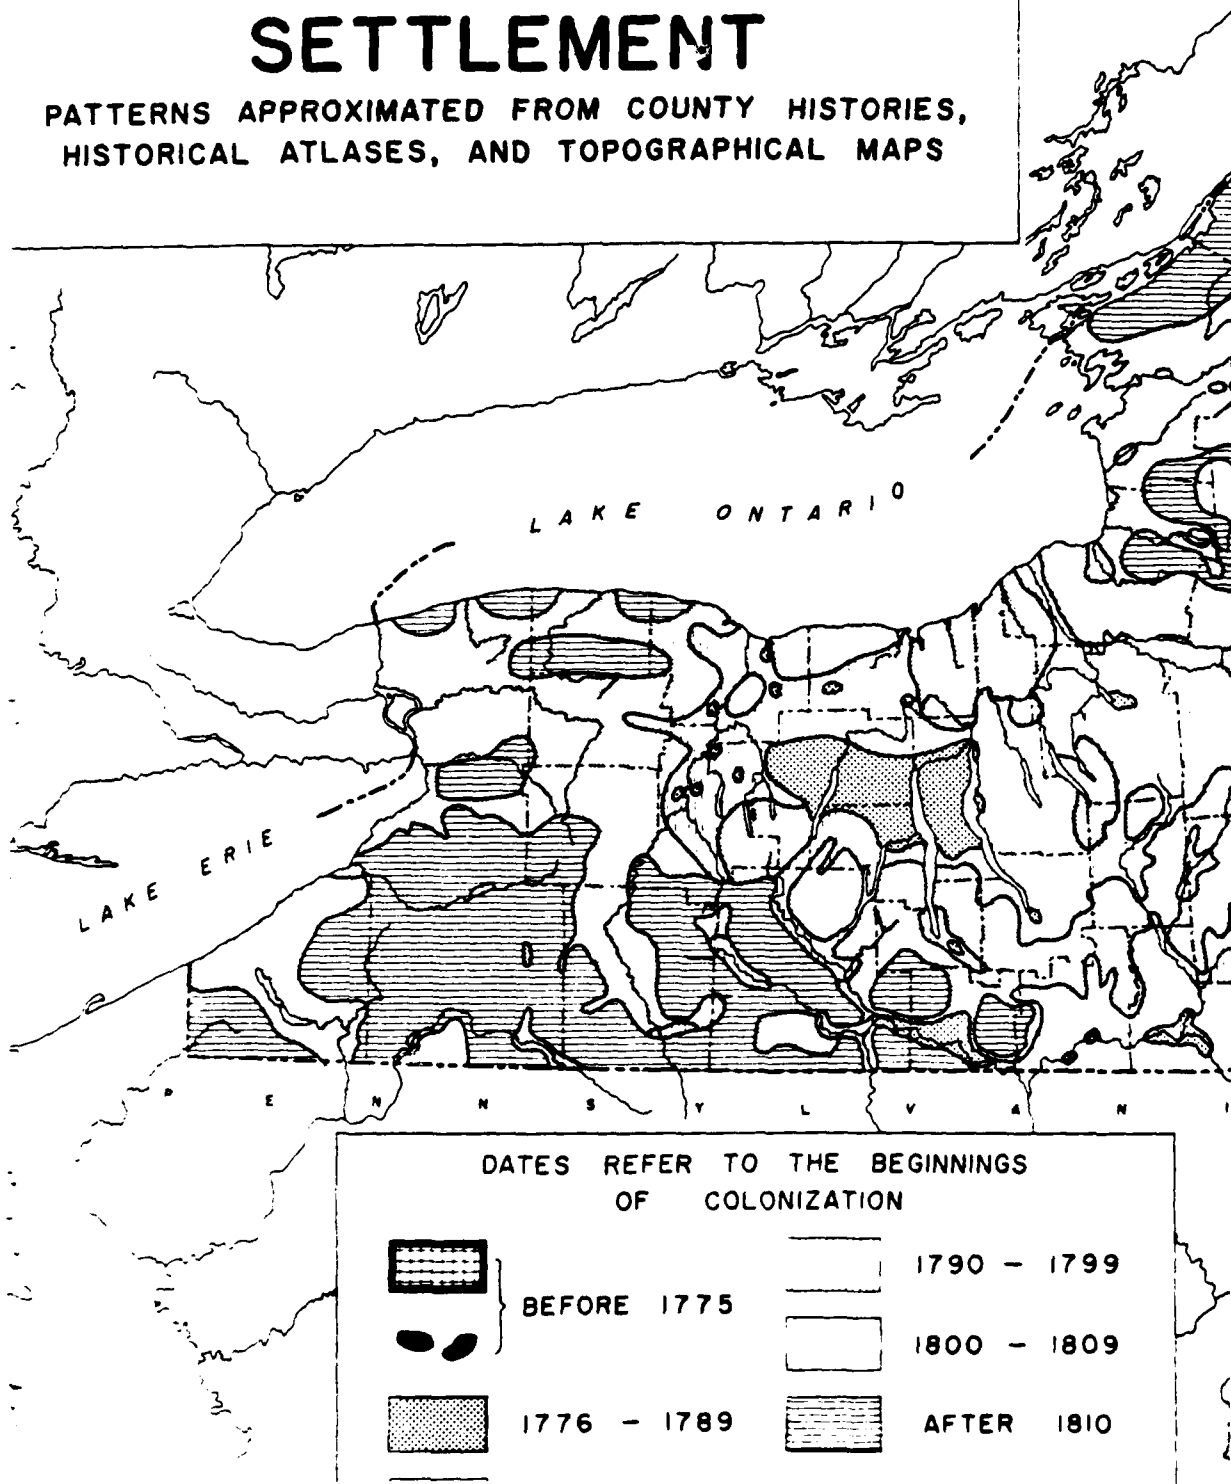 SETTLEMENT
PATTERNS APPROXIMATED FROM COUNTY HISTORIES,
HISTORICAL ATLASES, AND TOPOGRAPHICAL MAPS
LAKE ONTARIO
LAKE ERIE
P E N N S Y L V A N I
DATES REFER TO THE BEGINNINGS
OF COLONIZATION
BEFORE 1775
1776 - 1789
1790 - 1799
1800 - 1809
AFTER 1810